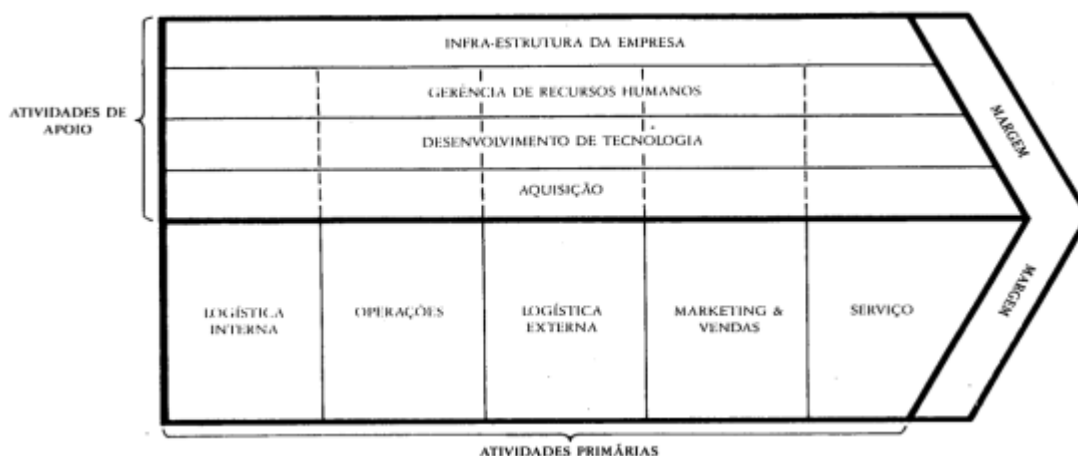 INFRA-ESTRUTURA DA EMPRESA
GERÊNCIA DE RECURSOS HUMANOS
ATIVIDADES DE
APOIO
DESENVOLVIMENTO DE TECNOLOGIA
AQUISIÇÃO
MARGEM
LOGÍSTICA
INTERNA
OPERAÇÕES
LOGÍSTICA
EXTERNA
MARKETING &
VENDAS
SERVIÇO
MARGEM
ATIVIDADES PRIMÁRIAS